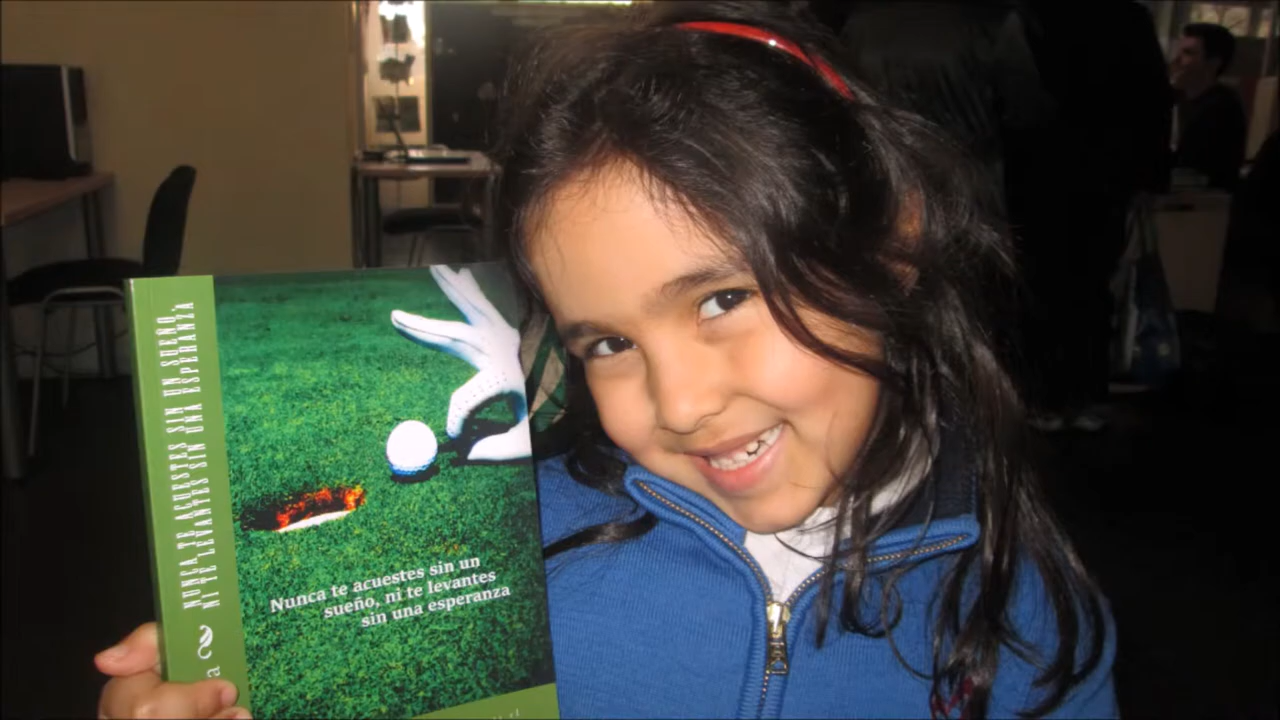 NUNCA TE ACUESTES SIN UN SUEÑO,
NI TE LEVANTES SIN UNA ESPERANZA
Nunca te acuestes sin un
sueño, ni te levantes
sin una esperanza